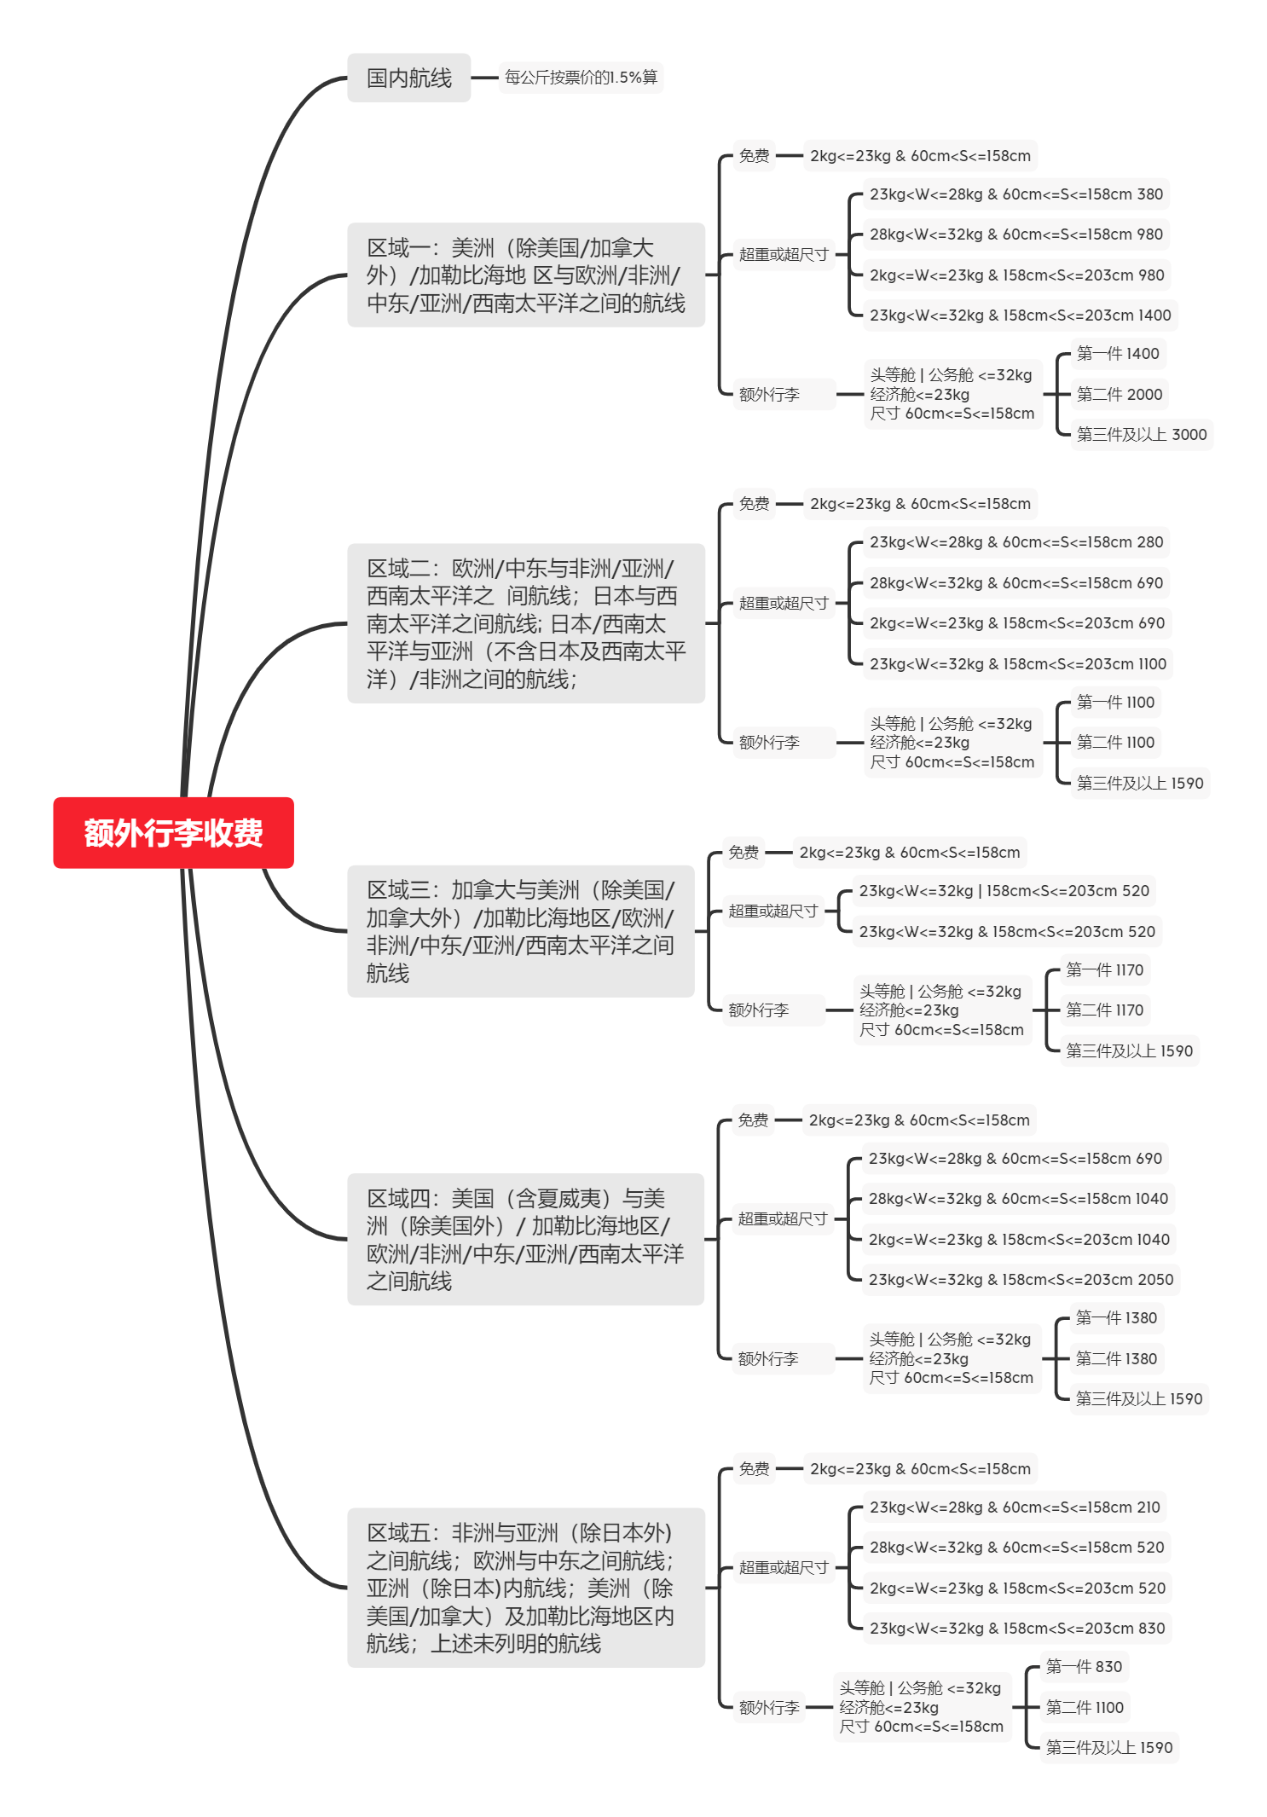 额外行李收费
国内航线
每公斤按票价的1.5%算
区域一：美洲（除美国/加拿大
外）/加勒比海地 区与欧洲/非洲/
中东/亚洲/西南太平洋之间的航线
免费
2kg<=23kg & 60cm<S<=158cm
超重或超尺寸
23kg<W<=28kg & 60cm<=S<=158cm 380
28kg<W<=32kg & 60cm<=S<=158cm 980
2kg<=W<=23kg & 158cm<S<=203cm 980
23kg<W<=32kg & 158cm<S<=203cm 1400
额外行李
头等舱 | 公务舱 <=32kg
经济舱<=23kg
尺寸 60cm<=S<=158cm
第一件 1400
第二件 2000
第三件及以上 3000
区域二：欧洲/中东与非洲/亚洲/
西南太平洋之 间航线；日本与西
南太平洋之间航线; 日本/西南太
平洋与亚洲（不含日本及西南太平
洋）/非洲之间的航线；
免费
2kg<=23kg & 60cm<S<=158cm
超重或超尺寸
23kg<W<=28kg & 60cm<=S<=158cm 280
28kg<W<=32kg & 60cm<=S<=158cm 690
2kg<=W<=23kg & 158cm<S<=203cm 690
23kg<W<=32kg & 158cm<S<=203cm 1100
额外行李
头等舱 | 公务舱 <=32kg
经济舱<=23kg
尺寸 60cm<=S<=158cm
第一件 1100
第二件 1100
第三件及以上 1590
区域三：加拿大与美洲（除美国/
加拿大外）/加勒比海地区/欧洲/
非洲/中东/亚洲/西南太平洋之间
航线
免费
2kg<=23kg & 60cm<S<=158cm
超重或超尺寸
23kg<W<=32kg | 158cm<S<=203cm 520
23kg<W<=32kg & 158cm<S<=203cm 520
额外行李
头等舱 | 公务舱 <=32kg
经济舱<=23kg
尺寸 60cm<=S<=158cm
第一件 1170
第二件 1170
第三件及以上 1590
区域四：美国（含夏威夷）与美
洲（除美国外）/ 加勒比海地区/
欧洲/非洲/中东/亚洲/西南太平洋
之间航线
免费
2kg<=23kg & 60cm<S<=158cm
超重或超尺寸
23kg<W<=28kg & 60cm<=S<=158cm 690
28kg<W<=32kg & 60cm<=S<=158cm 1040
2kg<=W<=23kg & 158cm<S<=203cm 1040
23kg<W<=32kg & 158cm<S<=203cm 2050
额外行李
头等舱 | 公务舱 <=32kg
经济舱<=23kg
尺寸 60cm<=S<=158cm
第一件 1380
第二件 1380
第三件及以上 1590
区域五：非洲与亚洲（除日本外)
之间航线；欧洲与中东之间航线；
亚洲（除日本)内航线；美洲（除
美国/加拿大）及加勒比海地区内
航线；上述未列明的航线
免费
2kg<=23kg & 60cm<S<=158cm
超重或超尺寸
23kg<W<=28kg & 60cm<=S<=158cm 210
28kg<W<=32kg & 60cm<=S<=158cm 520
2kg<=W<=23kg & 158cm<S<=203cm 520
23kg<W<=32kg & 158cm<S<=203cm 830
额外行李
头等舱 | 公务舱 <=32kg
经济舱<=23kg
尺寸 60cm<=S<=158cm
第一件 830
第二件 1100
第三件及以上 1590